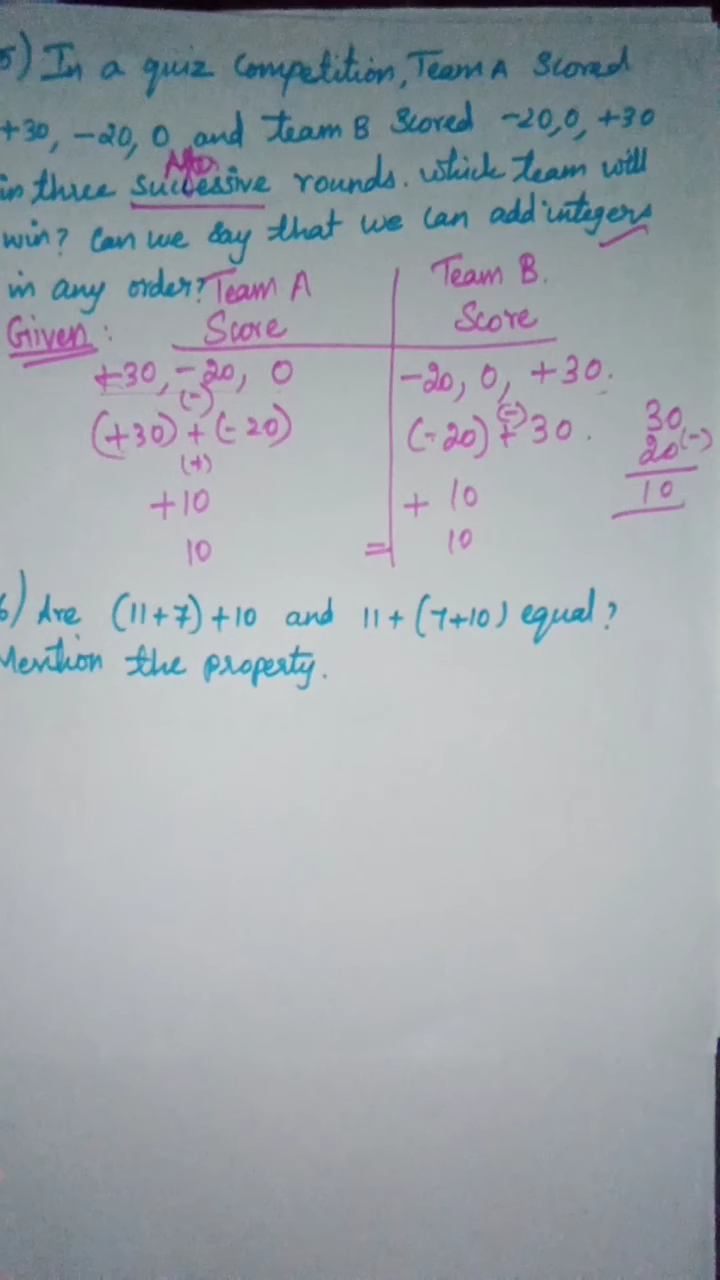 5) In a quiz Competition, Team A Scored
+30, -20, 0 and team B Scored -20,0, +30
in three successive rounds. which team will
win? Can we say that we can add integers
in any order?
Team A Team B.
Given: Score Score
+30, -20, 0 -20, 0, +30.
(-) (-)
(+30) + (-20) (-20) + 30. 30
(+) 20(-)
+10 + 10 10
10 = 10
6) Are (11+7)+10 and 11+(7+10) equal?
Mention the property.